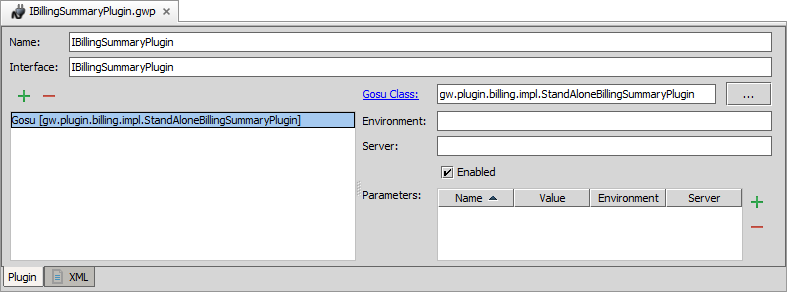 IBillingSummaryPlugin.gwp
Name: IBillingSummaryPlugin
Interface: IBillingSummaryPlugin
Gosu Class: gw.plugin.billing.impl.StandAloneBillingSummaryPlugin ...
Gosu [gw.plugin.billing.impl.StandAloneBillingSummaryPlugin]
Environment:
Server:
Enabled
Parameters: Name Value Environment Server
Plugin XML